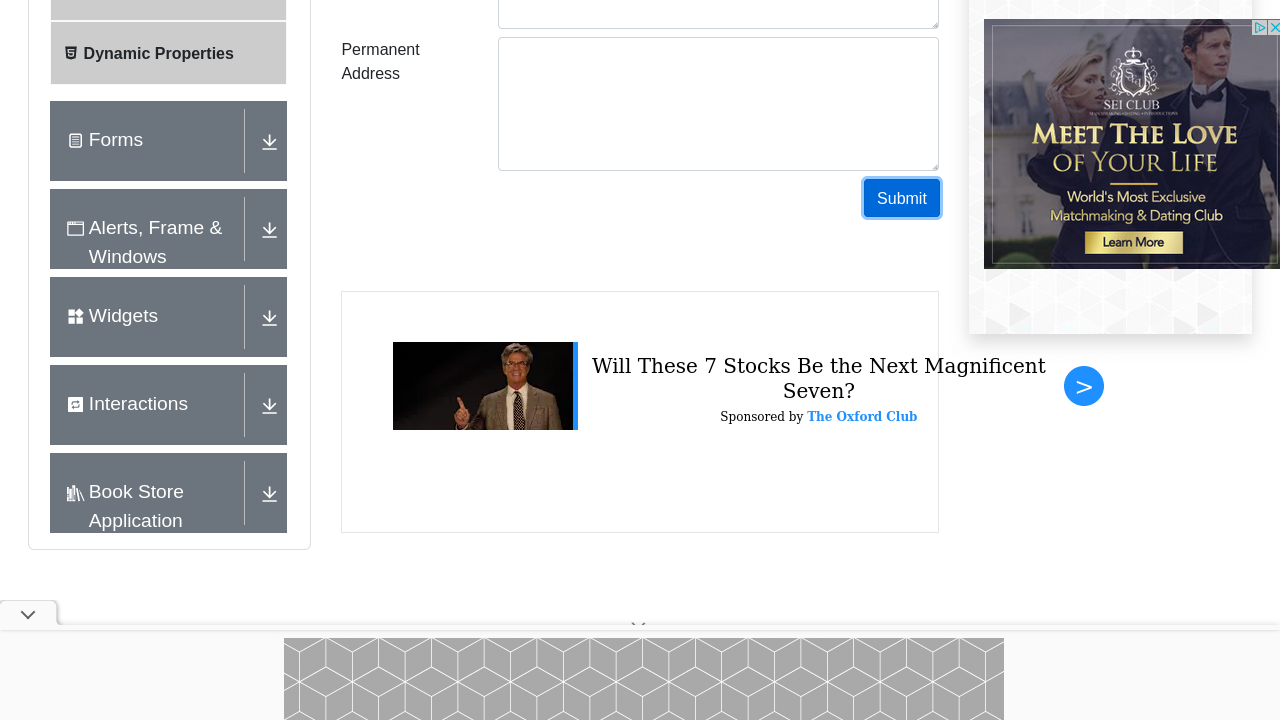 Dynamic Properties
Forms
Alerts, Frame &
Windows
Widgets
Interactions
Book Store
Application
Permanent
Address
Submit
Will These 7 Stocks Be the Next Magnificent
Seven?
Sponsored by The Oxford Club
>
SEI CLUB
MEET THE LOVE
OF YOUR LIFE
World's Most Exclusive
Matchmaking & Dating Club
Learn More